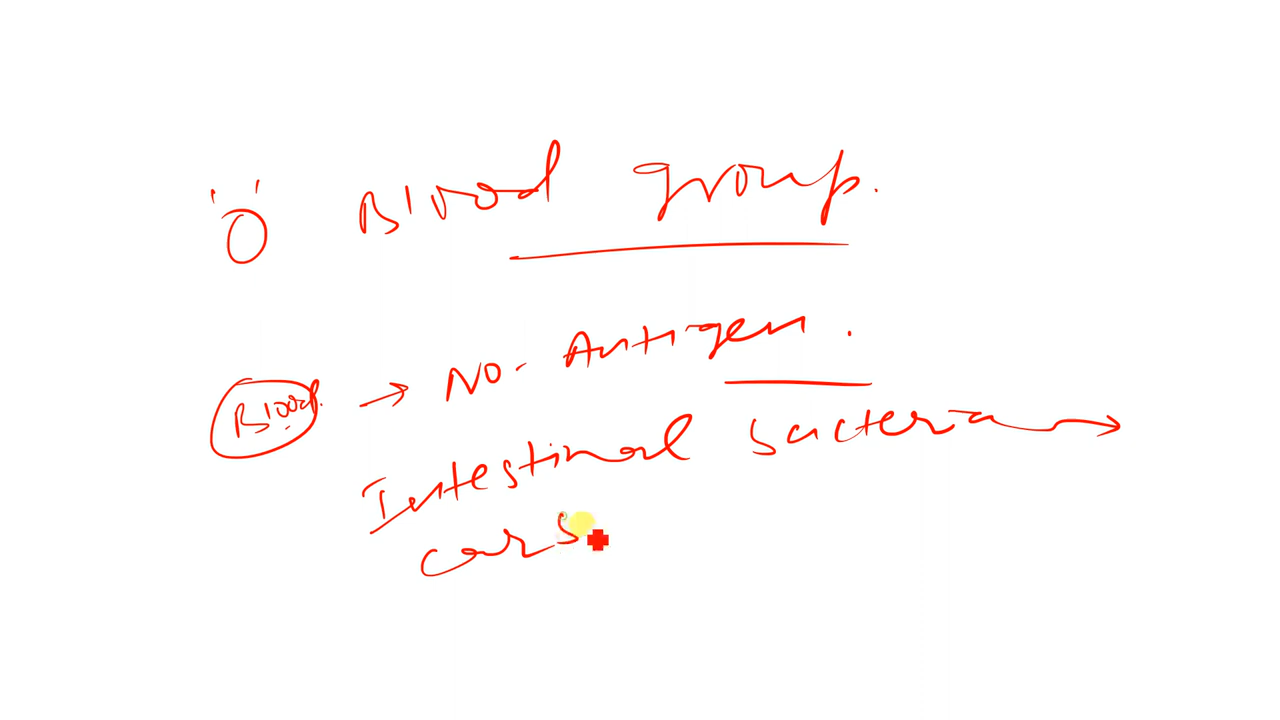 'O' Blood group.
Blood. → No. Antigen.
Intestinal bacteria →
cars